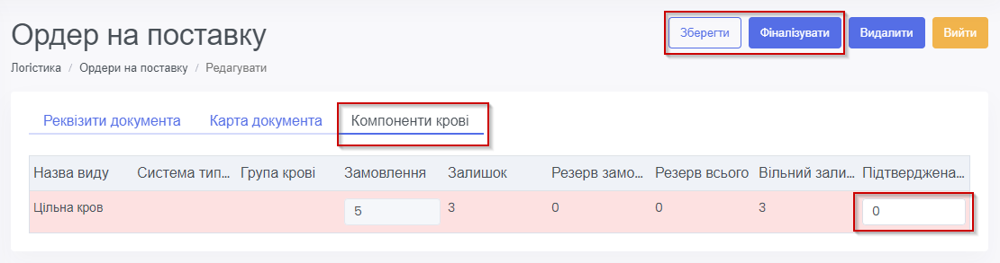 Ордер на поставку
Зберегти Фіналізувати Видалити Вийти
Логістика / Ордери на поставку / Редагувати
Реквізити документа Карта документа Компоненти крові
Назва виду Система тип... Група крові Замовлення Залишок Резерв замо... Резерв всього Вільний зали... Підтверджена...
Цільна кров 5 3 0 0 3 0